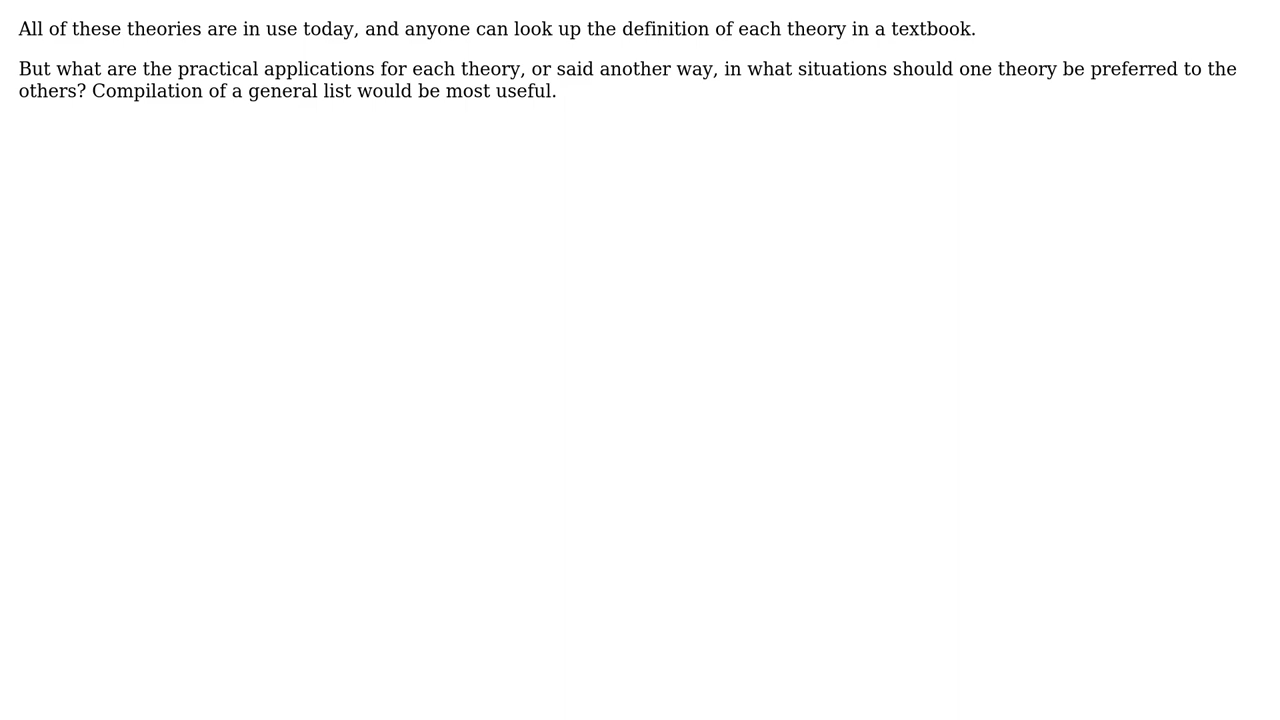 All of these theories are in use today, and anyone can look up the definition of each theory in a textbook.
But what are the practical applications for each theory, or said another way, in what situations should one theory be preferred to the
others? Compilation of a general list would be most useful.